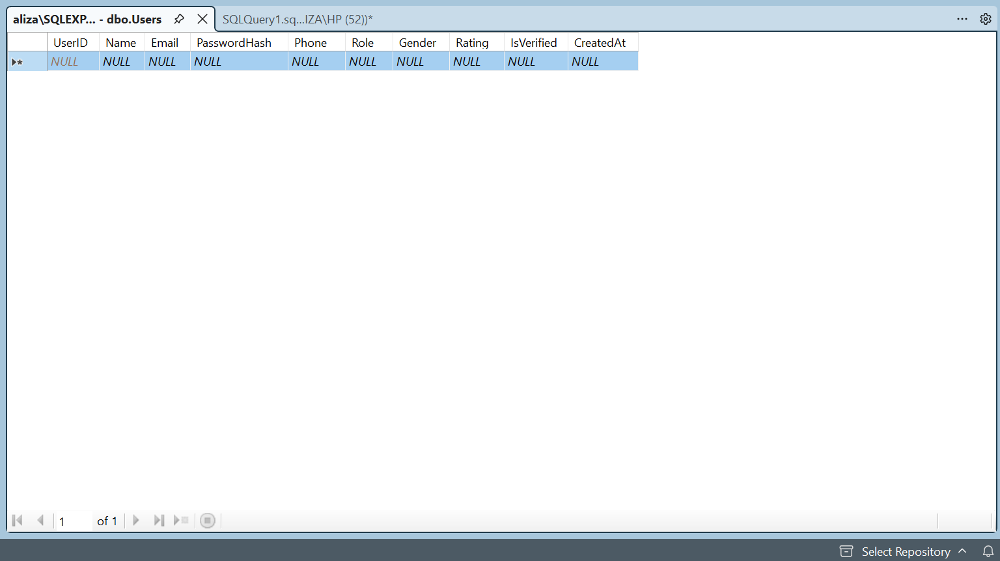 aliza\SQLEXP... - dbo.Users SQLQuery1.sq...IZA\HP (52))*
UserID Name Email PasswordHash Phone Role Gender Rating IsVerified CreatedAt
NULL NULL NULL NULL NULL NULL NULL NULL NULL NULL
1 of 1
Select Repository